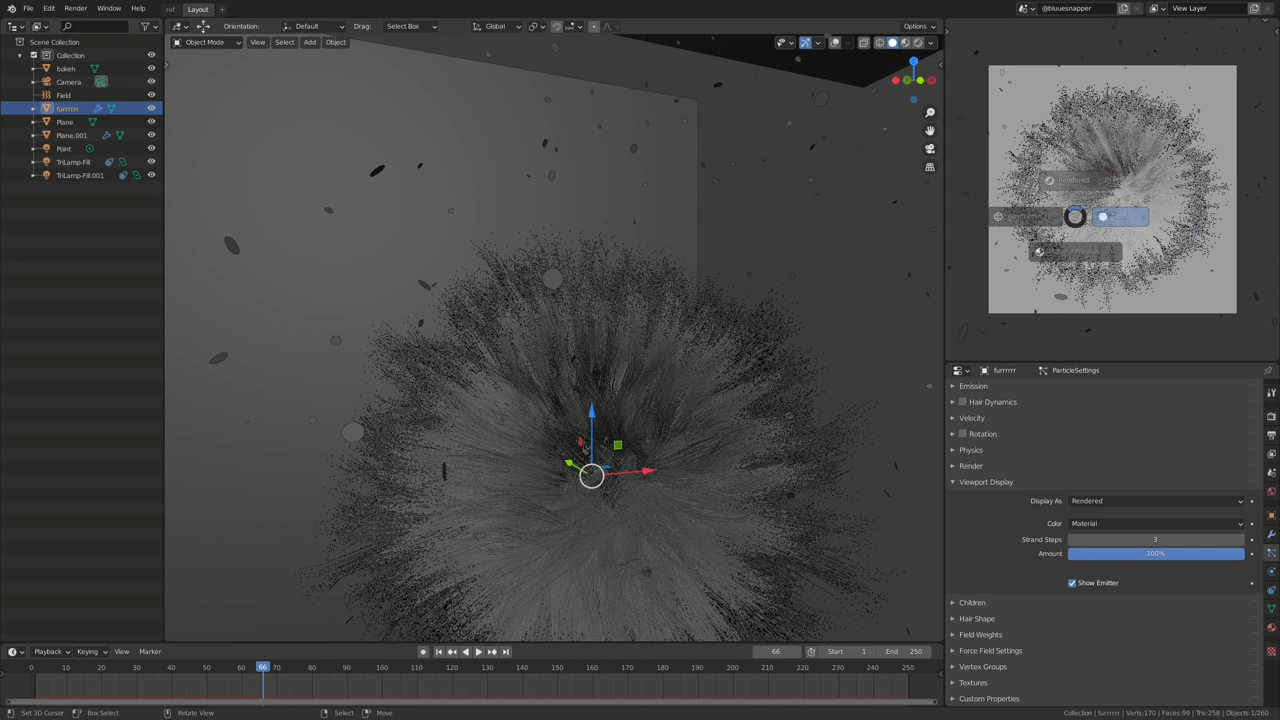 File Edit Render Window Help ref Layout + @bluuesnapper View Layer
Orientation: Default Drag: Select Box Global Options
Object Mode View Select Add Object
Scene Collection
Collection
bokeh
Camera
Field
furrrrrr
Plane
Plane.001
Point
TriLamp-Fill
TriLamp-Fill.001
Z
Rendered
furrrrrr ParticleSettings
Emission
Hair Dynamics
Velocity
Rotation
Physics
Render
Viewport Display
Display As Rendered
Color Material
Strand Steps 3
Amount 100%
Show Emitter
Children
Hair Shape
Field Weights
Force Field Settings
Vertex Groups
Textures
Custom Properties
Playback Keying View Marker 66 Start 1 End 250
0 10 20 30 40 50 66 70 80 90 100 110 120 130 140 150 160 170 180 190 200 210 220 230 240 250
Set 3D Cursor Box Select Rotate View Select Move Collection | furrrrrr | Verts:170 | Faces:99 | Tris:258 | Objects:1/260